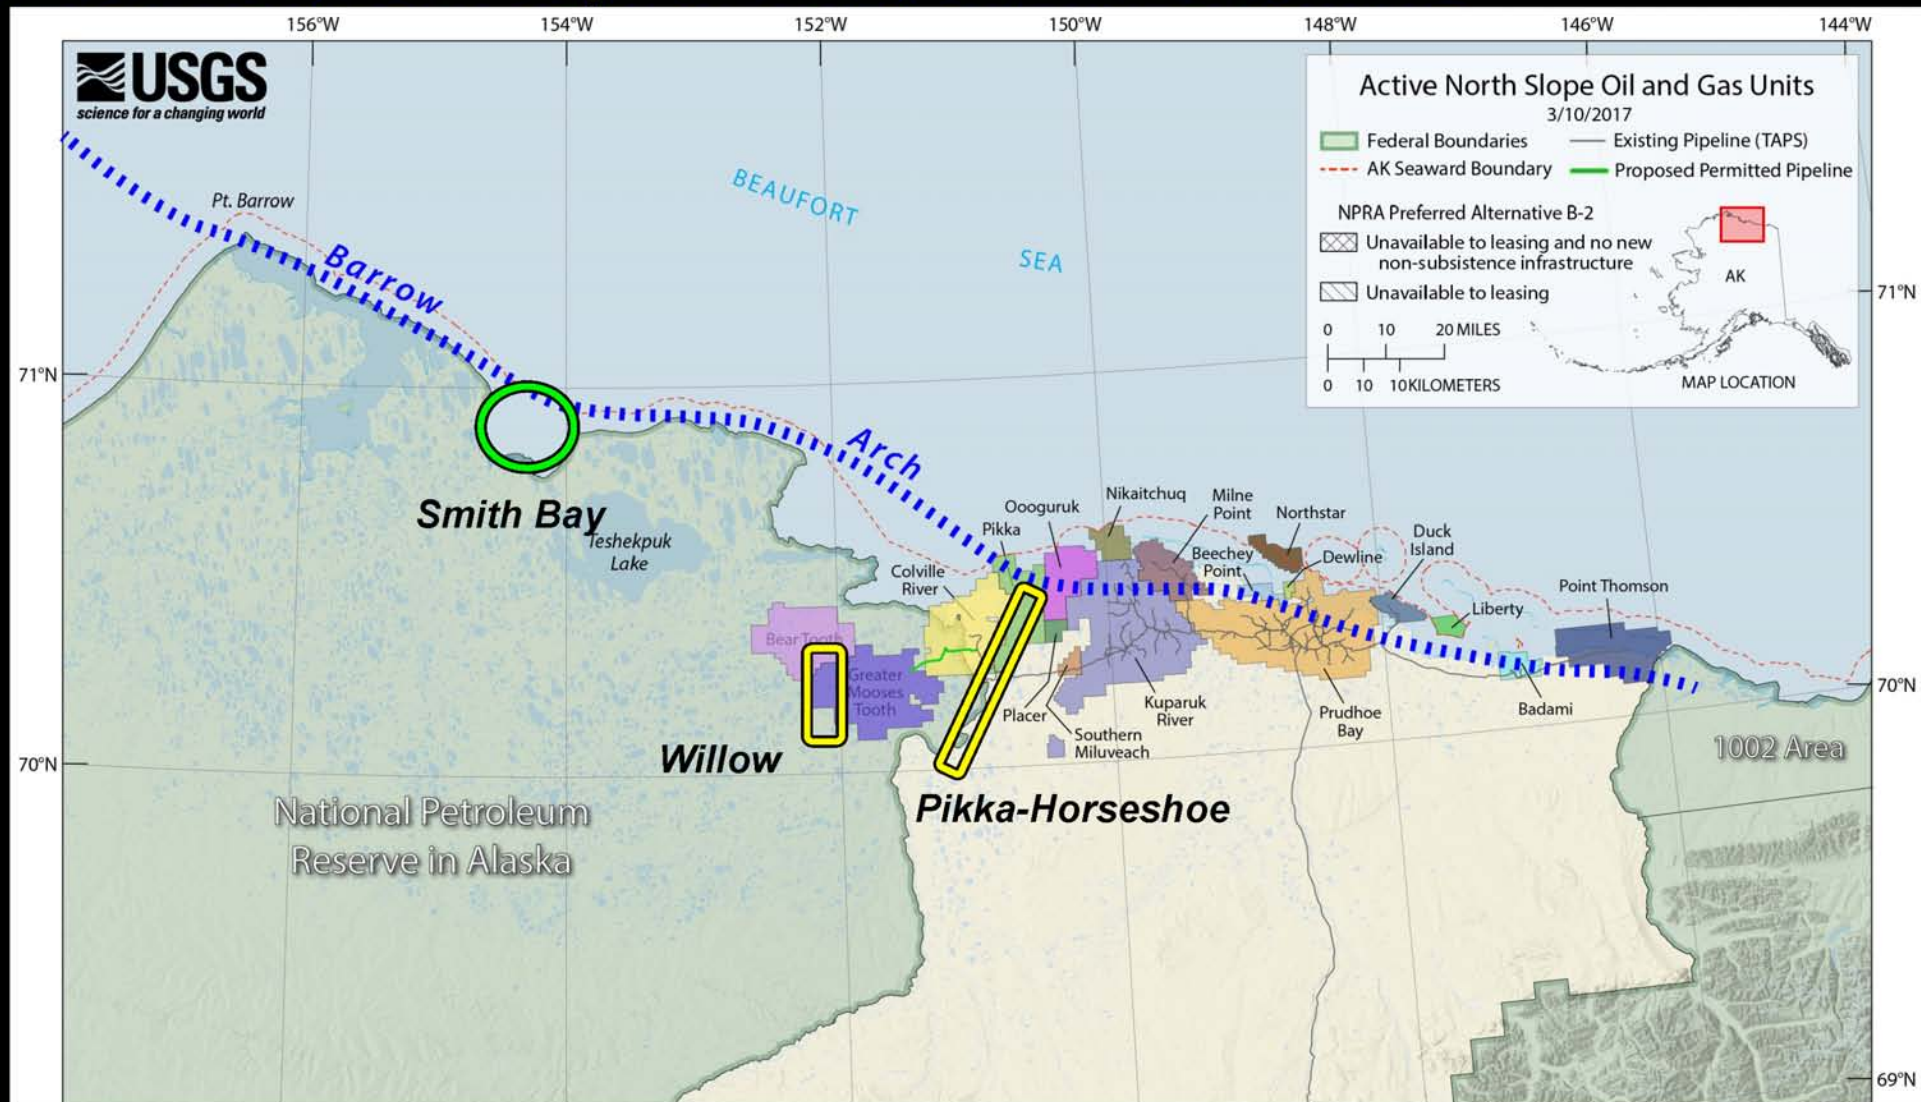 156°W
154°W
152°W
150°W
148°W
146°W
144°W
USGS
science for a changing world
Active North Slope Oil and Gas Units
3/10/2017
Federal Boundaries
Existing Pipeline (TAPS)
AK Seaward Boundary
Proposed Permitted Pipeline
NPRA Preferred Alternative B-2
Unavailable to leasing and no new
non-subsistence infrastructure
Unavailable to leasing
0 10 20 MILES
0 10 10 KILOMETERS
AK
MAP LOCATION
Pt. Barrow
BEAUFORT
SEA
Barrow
Arch
71°N
71°N
Smith Bay
Teshekpuk
Lake
Colville
River
Pikka
Oooguruk
Nikaitchuq
Milne
Point
Beechey
Point
Northstar
Dewline
Duck
Island
Liberty
Point Thomson
Bear Tooth
Greater
Mooses
Tooth
Placer
Southern
Miluveach
Kuparuk
River
Prudhoe
Bay
Badami
70°N
70°N
Willow
Pikka-Horseshoe
1002 Area
National Petroleum
Reserve in Alaska
69°N